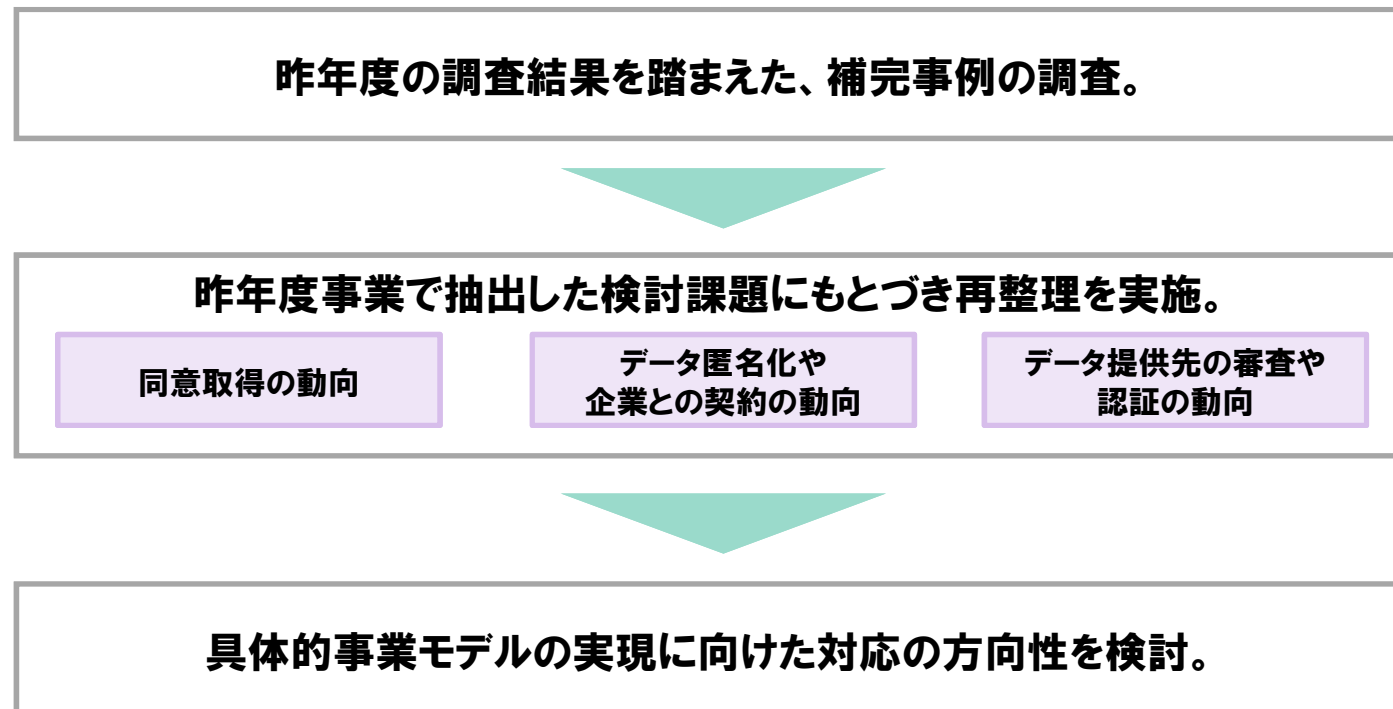 昨年度の調査結果を踏まえた、補完事例の調査。
昨年度事業で抽出した検討課題にもとづき再整理を実施。
同意取得の動向
データ匿名化や
企業との契約の動向
データ提供先の審査や
認証の動向
具体的事業モデルの実現に向けた対応の方向性を検討。